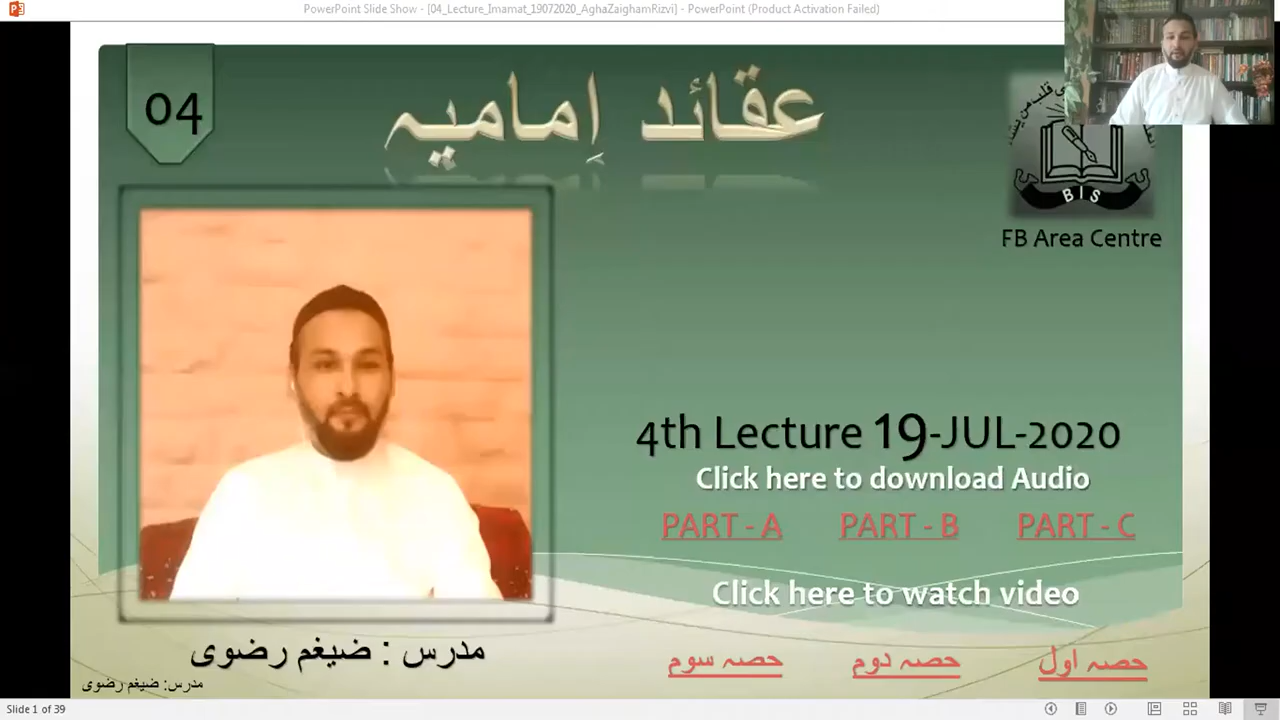 PowerPoint Slide Show - [04_Lecture_Imamat_19072020_AghaZaighamRizvi] - PowerPoint (Product Activation Failed)
04
عقائد اِمامیہ
BIS
FB Area Centre
4th Lecture 19-JUL-2020
Click here to download Audio
PART - A PART - B PART - C
Click here to watch video
حصہ اول حصہ دوم حصہ سوم
مدرس : ضیغم رضوی
مدرس: ضیغم رضوی
Slide 1 of 39